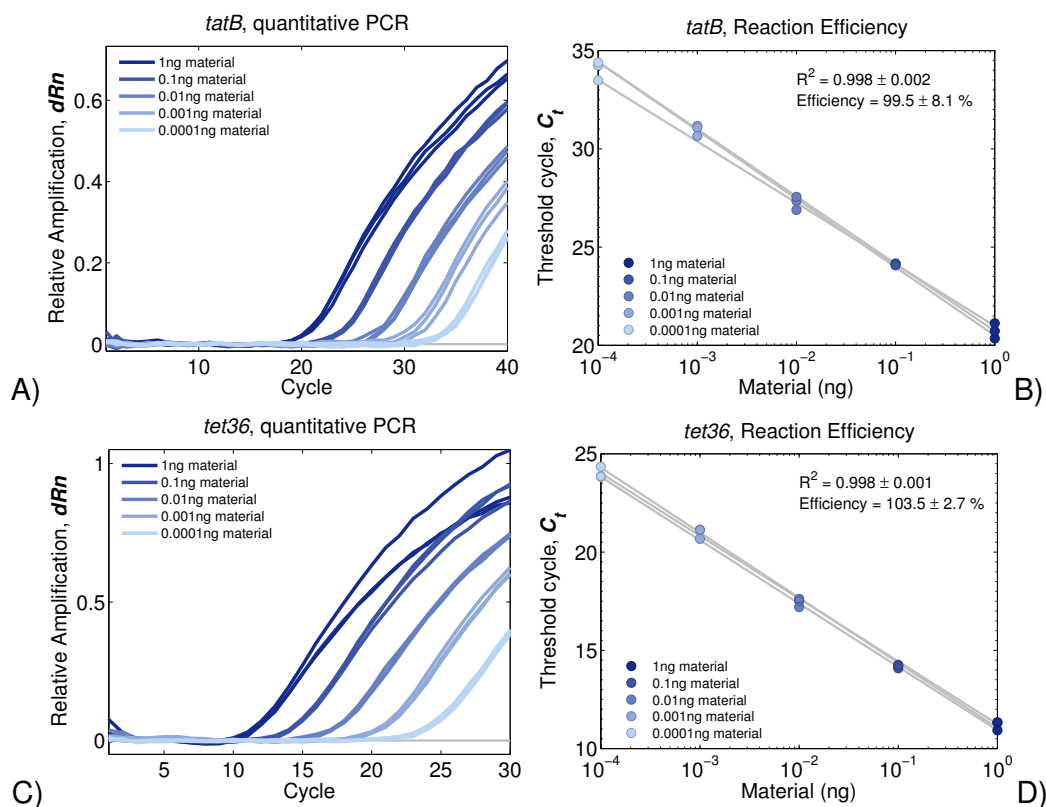 tatB, quantitative PCR
1ng material
0.1ng material
0.01ng material
0.001ng material
0.0001ng material
Relative Amplification, dRn
0.6
0.4
0.2
0
10 20 30 40
Cycle
A)
tatB, Reaction Efficiency
R² = 0.998 ± 0.002
Efficiency = 99.5 ± 8.1 %
Threshold cycle, Cₜ
35
30
25
20
1ng material
0.1ng material
0.01ng material
0.001ng material
0.0001ng material
10⁻⁴ 10⁻³ 10⁻² 10⁻¹ 10⁰
Material (ng)
B)
tet36, quantitative PCR
1ng material
0.1ng material
0.01ng material
0.001ng material
0.0001ng material
Relative Amplification, dRn
1
0.5
0
5 10 15 20 25 30
Cycle
C)
tet36, Reaction Efficiency
R² = 0.998 ± 0.001
Efficiency = 103.5 ± 2.7 %
Threshold cycle, Cₜ
25
20
15
10
1ng material
0.1ng material
0.01ng material
0.001ng material
0.0001ng material
10⁻⁴ 10⁻³ 10⁻² 10⁻¹ 10⁰
Material (ng)
D)